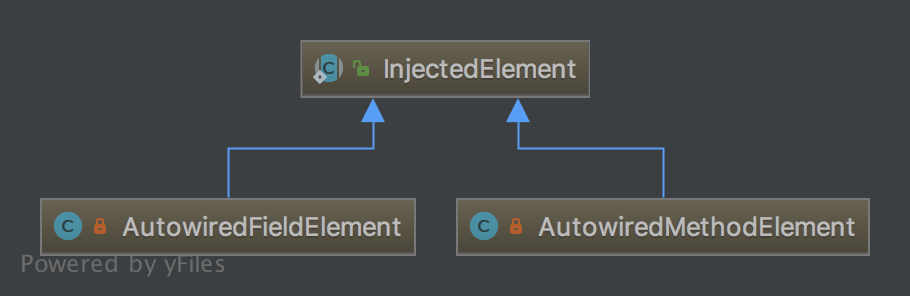 InjectedElement
AutowiredFieldElement
AutowiredMethodElement
Powered by yFiles